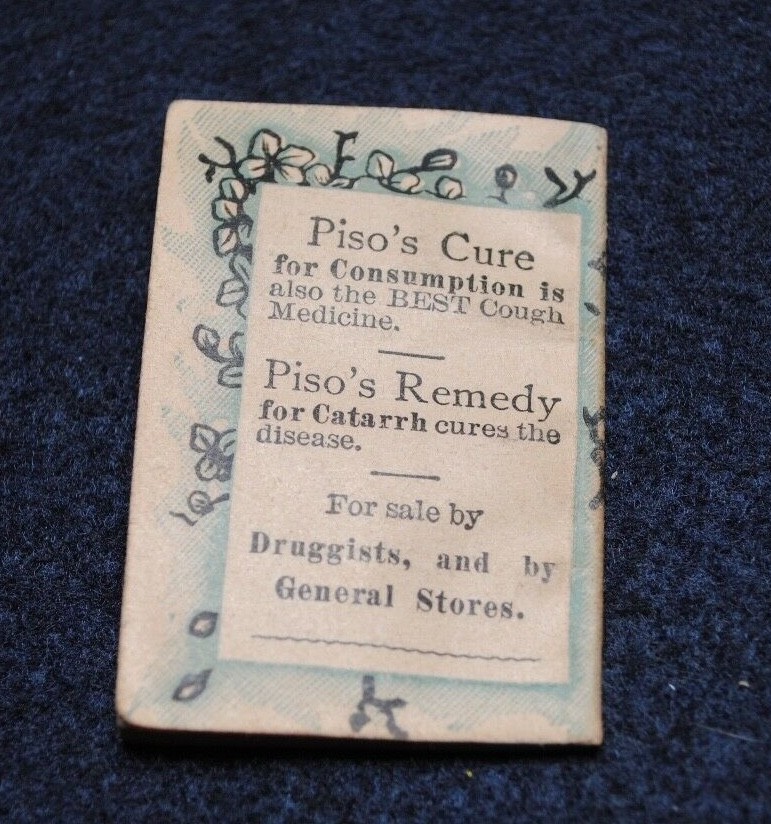 Piso's Cure
for Consumption is
also the BEST Cough
Medicine.
Piso's Remedy
for Catarrh cures the
disease.
For sale by
Druggists, and by
General Stores.